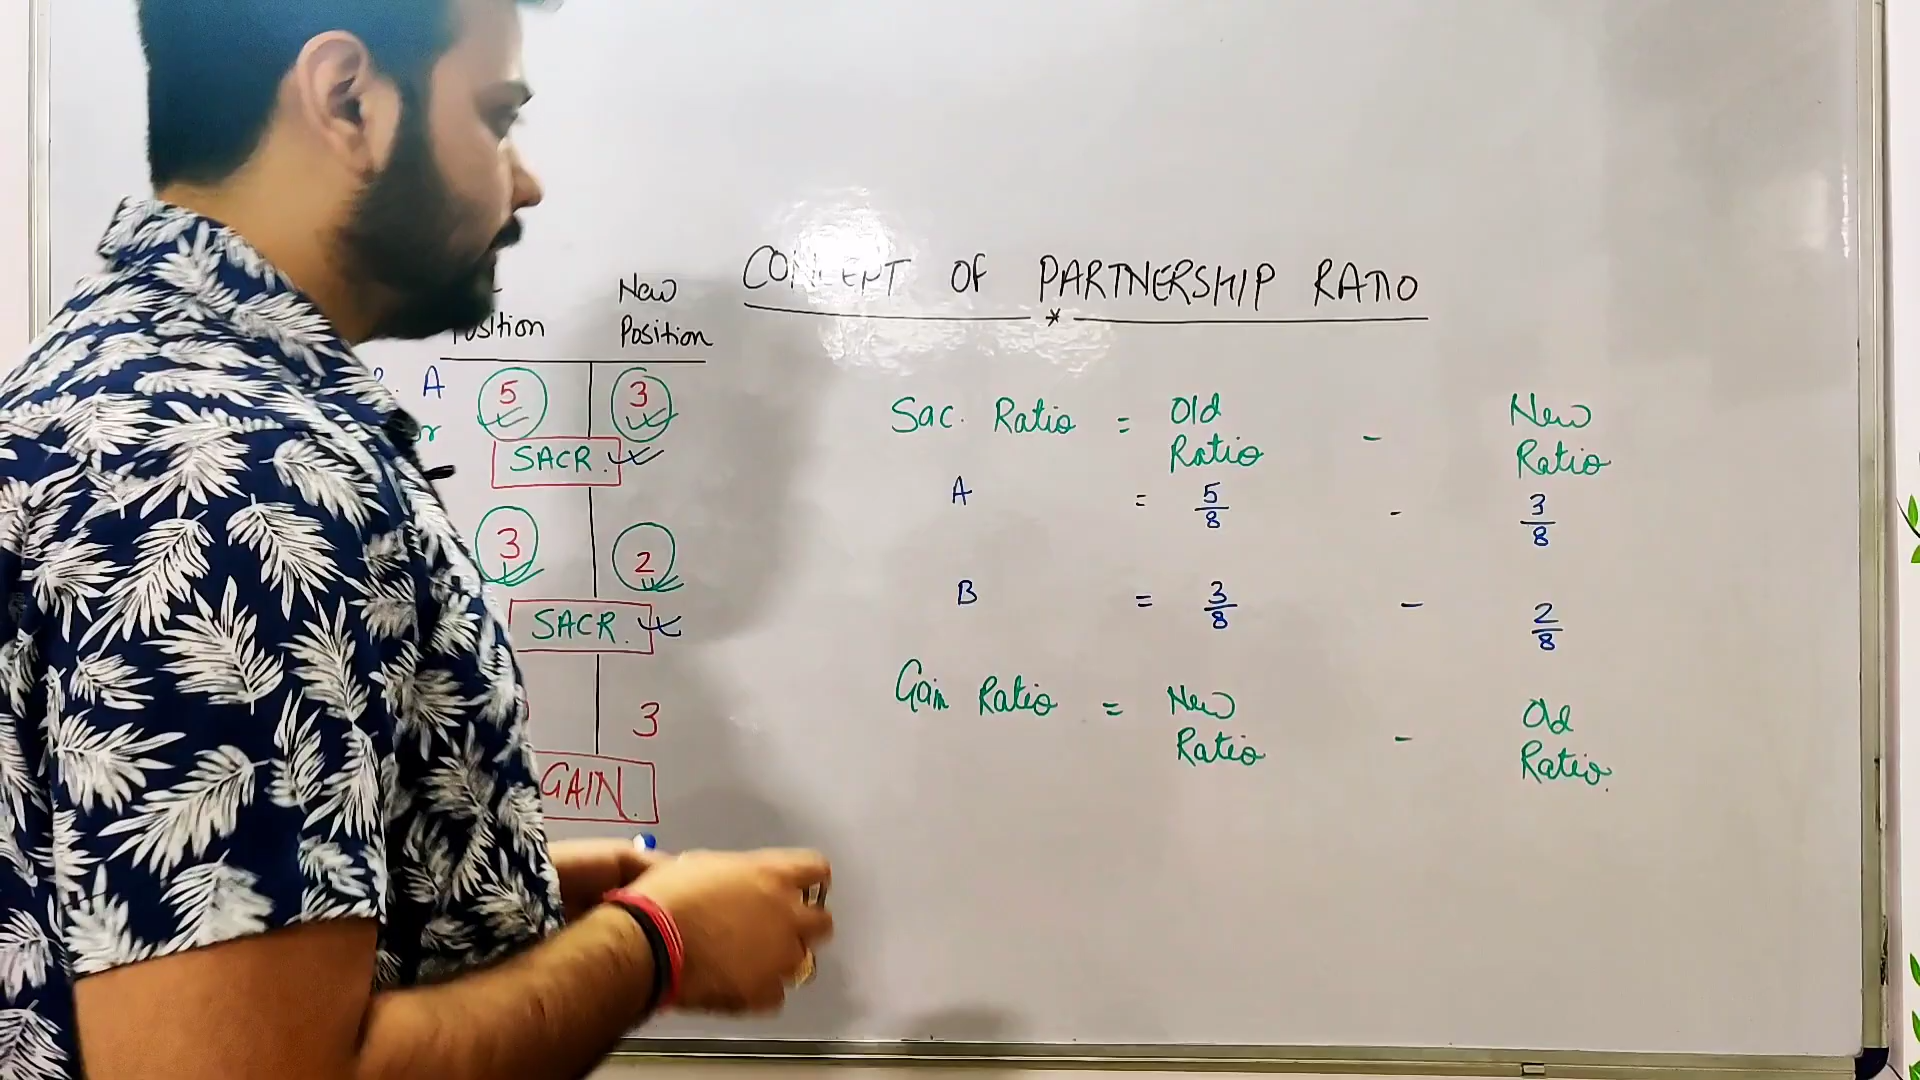 CONCEPT OF PARTNERSHIP RATIO
*
New
Position Position
A 5 3
SACR.
3 2
SACR.
3
GAIN.
Sac. Ratio = Old Ratio - New Ratio
A = 5/8 - 3/8
B = 3/8 - 2/8
Gain Ratio = New Ratio - Old Ratio.